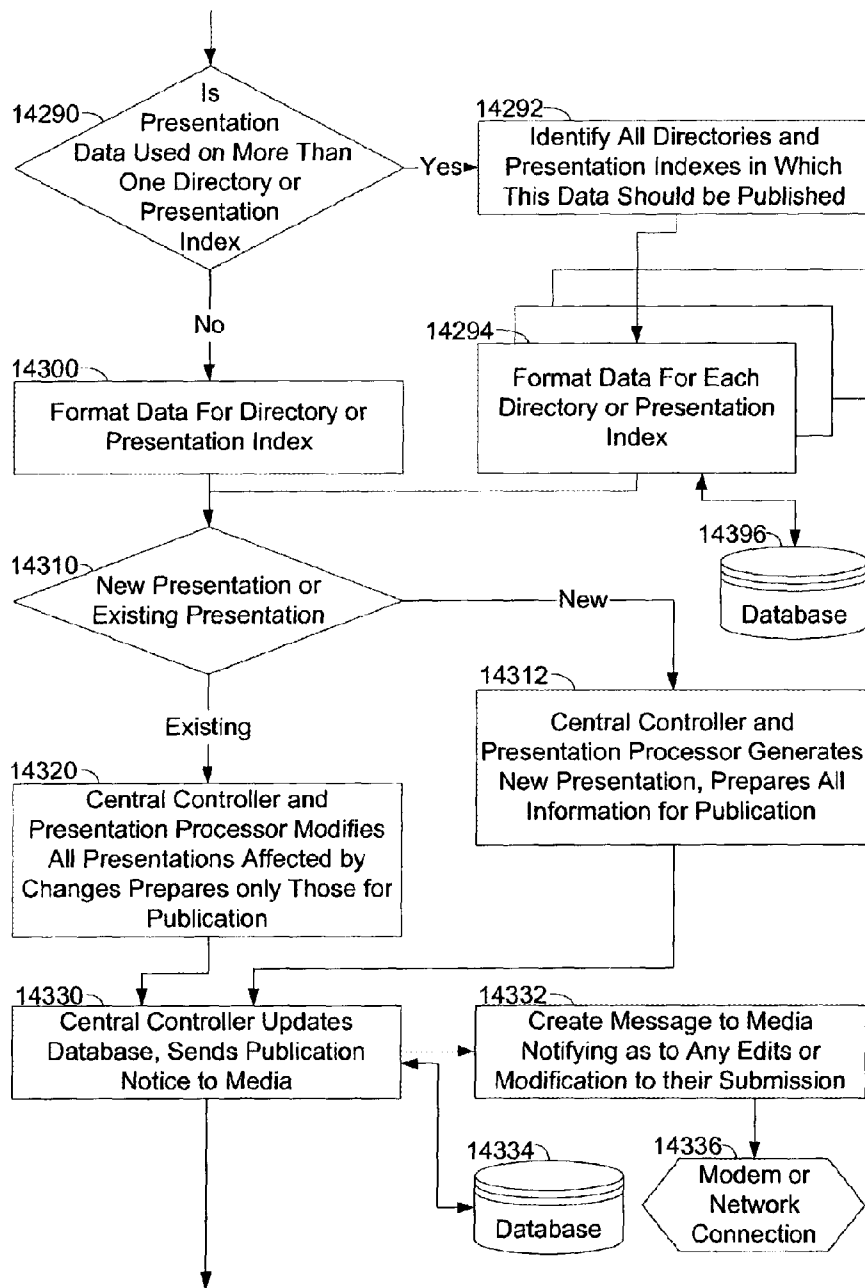 14290
Is
Presentation
Data Used on More Than
One Directory or
Presentation
Index
Yes
14292
Identify All Directories and
Presentation Indexes in Which
This Data Should be Published
No
14294
Format Data For Each
Directory or Presentation
Index
14300
Format Data For Directory or
Presentation Index
14396
Database
14310
New Presentation or
Existing Presentation
New
14312
Central Controller and
Presentation Processor Generates
New Presentation, Prepares All
Information for Publication
Existing
14320
Central Controller and
Presentation Processor Modifies
All Presentations Affected by
Changes Prepares only Those for
Publication
14330
Central Controller Updates
Database, Sends Publication
Notice to Media
14332
Create Message to Media
Notifying as to Any Edits or
Modification to their Submission
14334
Database
14336
Modem or
Network
Connection